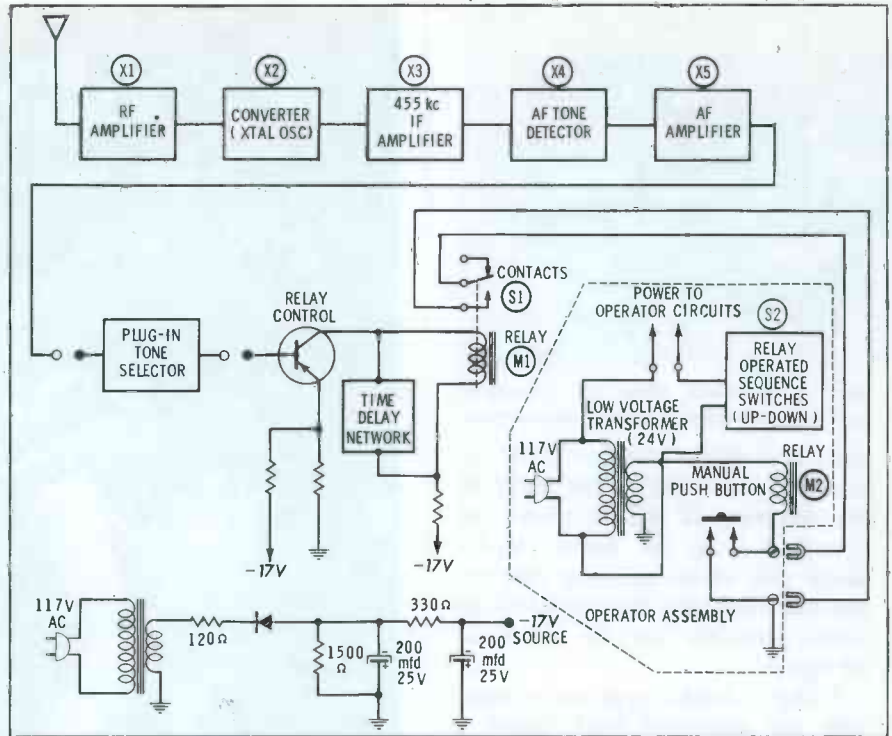 X1
RF
AMPLIFIER
X2
CONVERTER
(XTAL OSC)
X3
455 kc
IF
AMPLIFIER
X4
AF TONE
DETECTOR
X5
AF
AMPLIFIER
PLUG-IN
TONE
SELECTOR
RELAY
CONTROL
TIME
DELAY
NETWORK
-17V
-17V
CONTACTS
S1
RELAY
M1
POWER TO
OPERATOR CIRCUITS
S2
RELAY
OPERATED
SEQUENCE
SWITCHES
(UP-DOWN)
LOW VOLTAGE
TRANSFORMER
(24V)
117V
AC
MANUAL
PUSH BUTTON
RELAY
M2
OPERATOR ASSEMBLY
117V
AC
120Ω
1500
Ω
200
mfd
25V
330Ω
200
mfd
25V
-17V
SOURCE